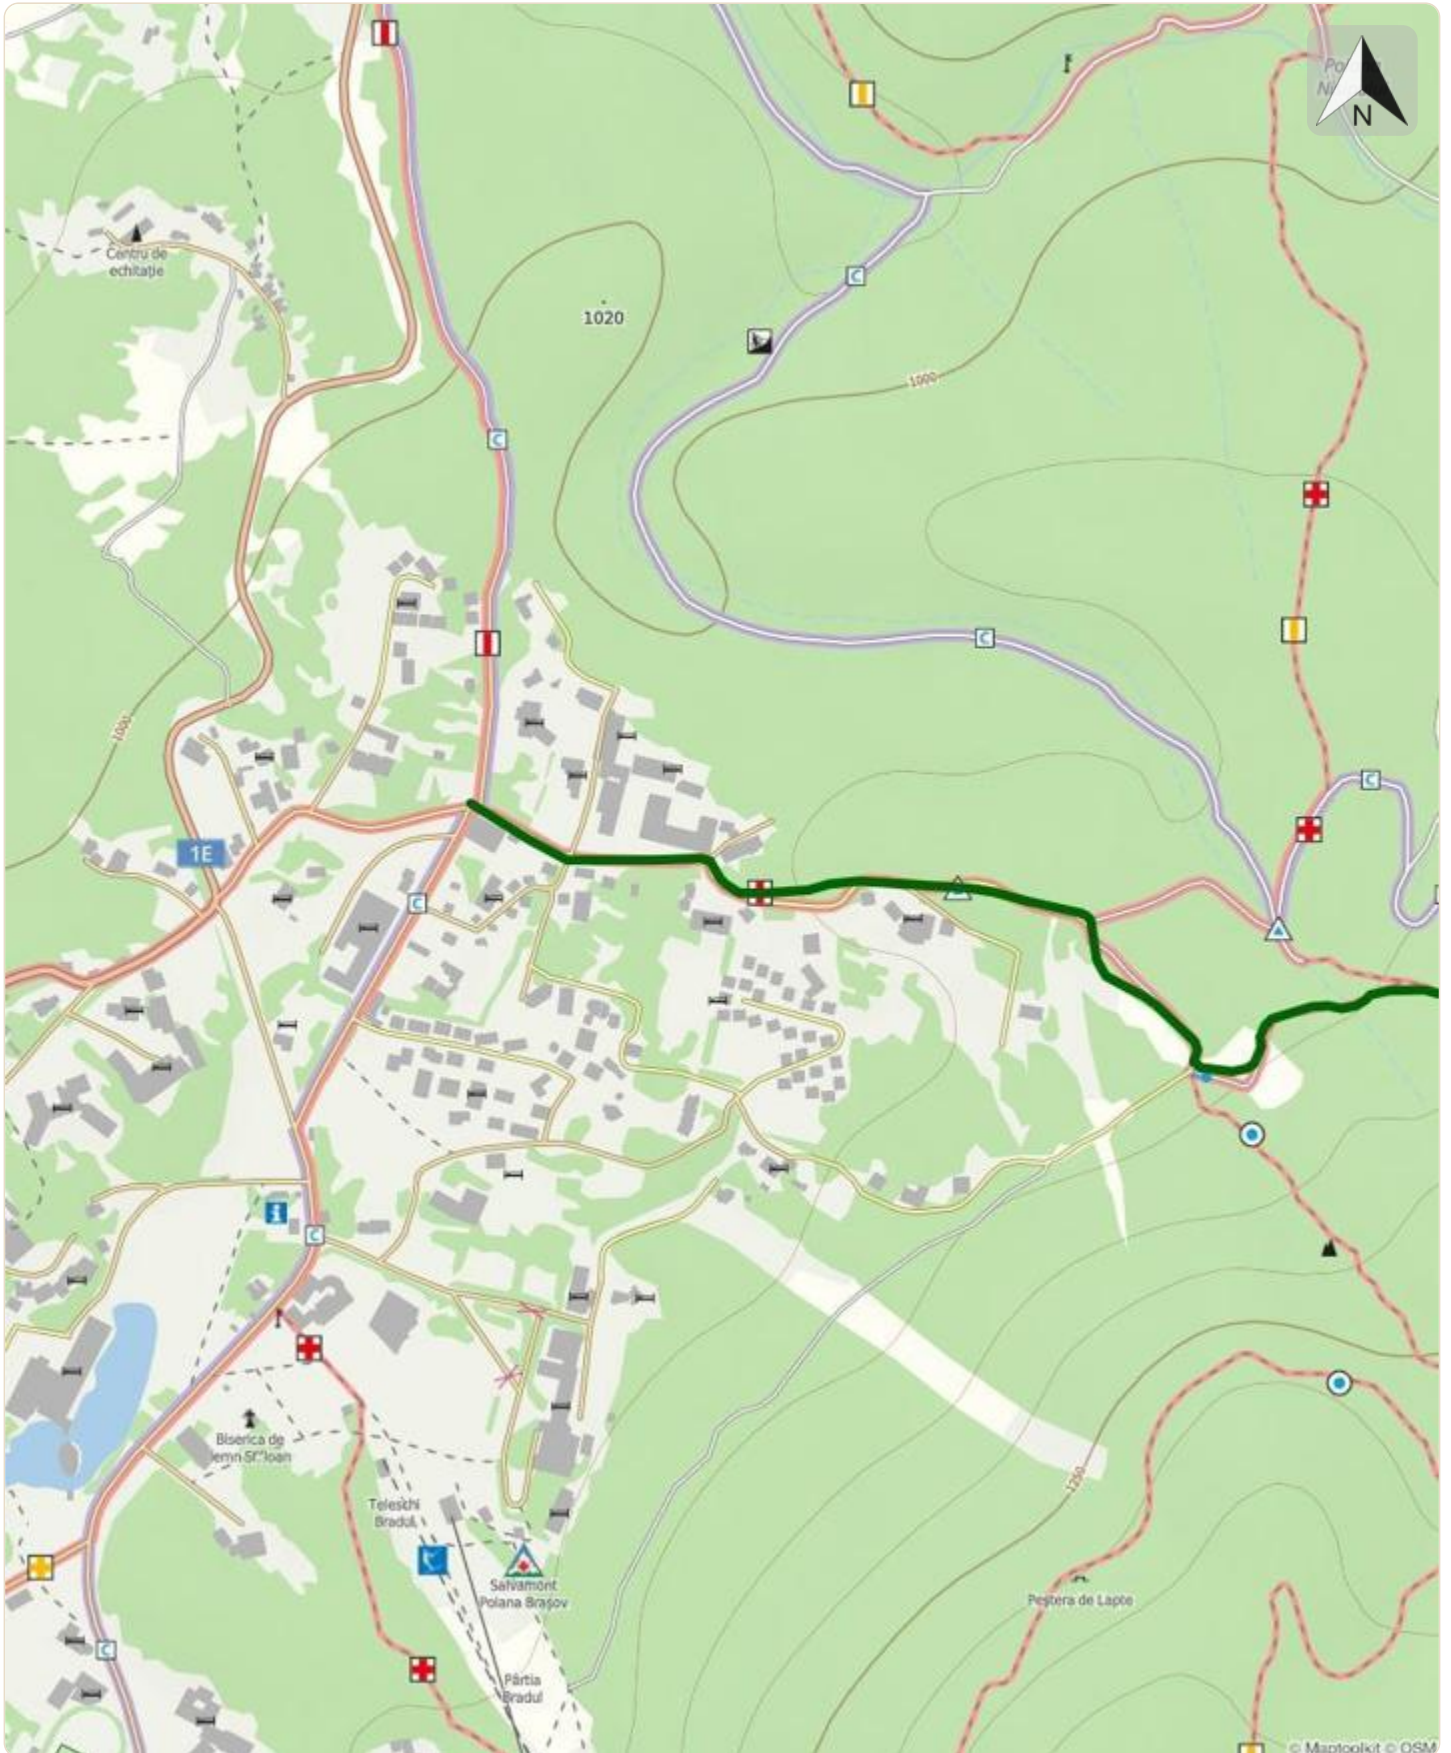 N
Centru de
echitație
1020
1000
1000
1E
C
C
C
C
C
C
C
i
Biserica de
lemn Sf. Ioan
Teleschi
Bradul
Salvamont
Poiana Brașov
Pârtia
Bradul
1250
Peștera de Lapte
© Maptoolkit © OSM